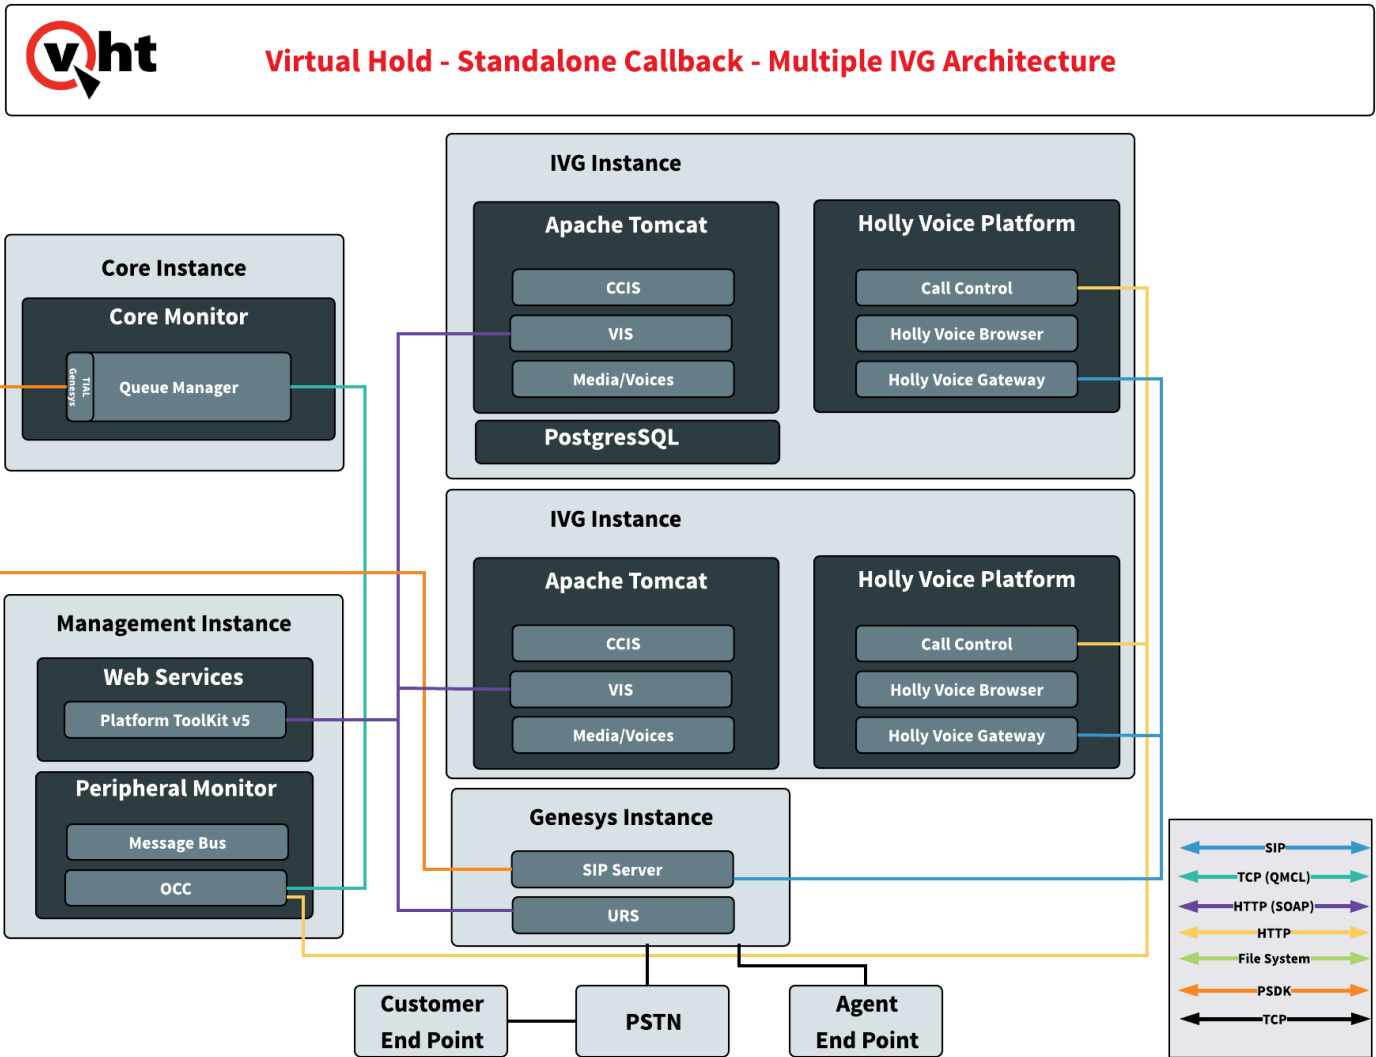 vht
Virtual Hold - Standalone Callback - Multiple IVG Architecture
Core Instance
Core Monitor
TIAL
Genesys
Queue Manager
Management Instance
Web Services
Platform ToolKit v5
Peripheral Monitor
Message Bus
OCC
IVG Instance
Apache Tomcat
CCIS
VIS
Media/Voices
PostgresSQL
Holly Voice Platform
Call Control
Holly Voice Browser
Holly Voice Gateway
IVG Instance
Apache Tomcat
CCIS
VIS
Media/Voices
Holly Voice Platform
Call Control
Holly Voice Browser
Holly Voice Gateway
Genesys Instance
SIP Server
URS
Customer
End Point
PSTN
Agent
End Point
SIP
TCP (QMCL)
HTTP (SOAP)
HTTP
File System
PSDK
TCP